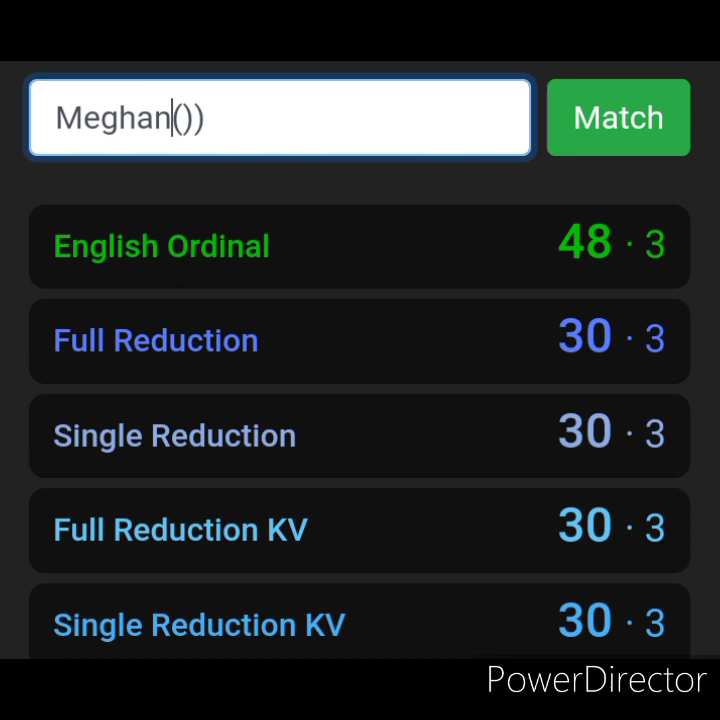 Meghan()) Match
English Ordinal 48 · 3
Full Reduction 30 · 3
Single Reduction 30 · 3
Full Reduction KV 30 · 3
Single Reduction KV 30 · 3
PowerDirector